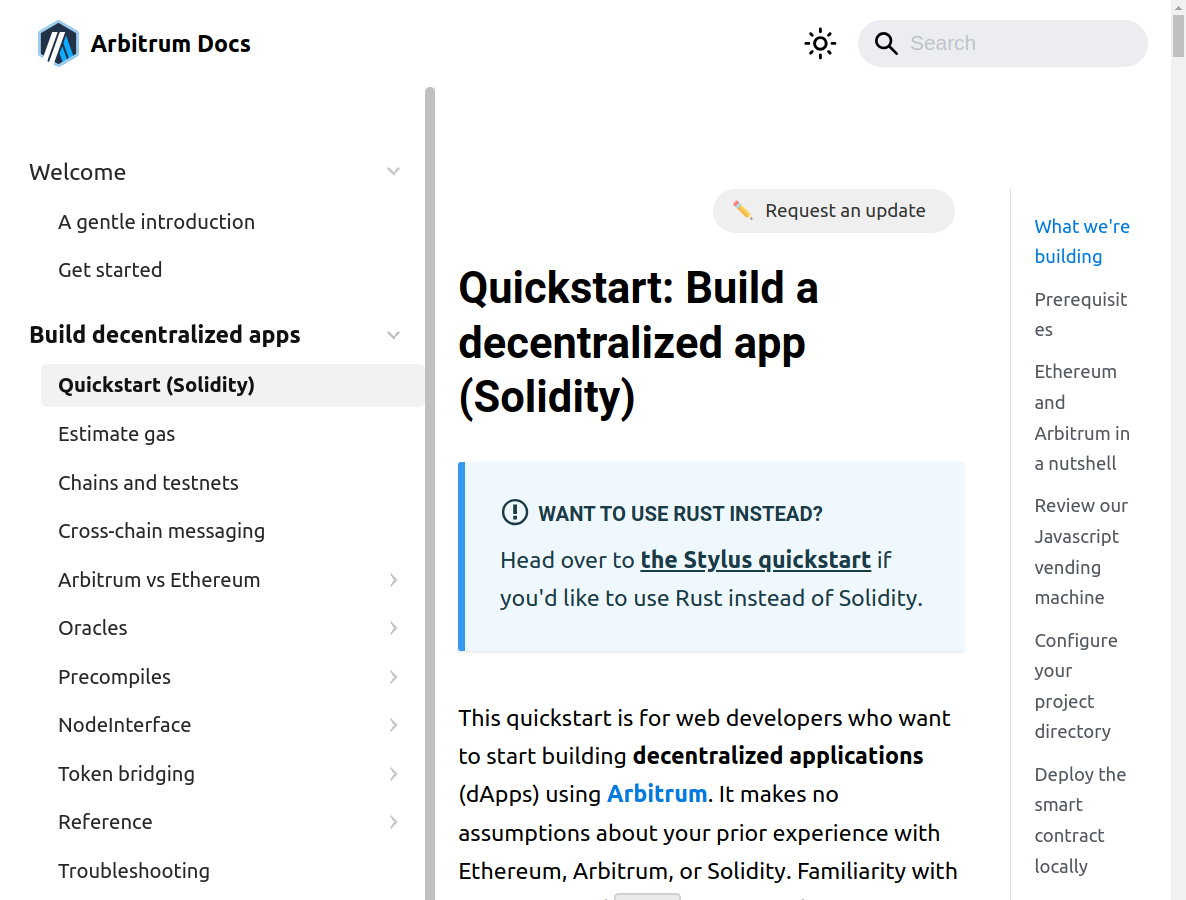 Arbitrum Docs
Search
Welcome
A gentle introduction
Get started
Build decentralized apps
Quickstart (Solidity)
Estimate gas
Chains and testnets
Cross-chain messaging
Arbitrum vs Ethereum
Oracles
Precompiles
NodeInterface
Token bridging
Reference
Troubleshooting
Request an update
Quickstart: Build a
decentralized app
(Solidity)
WANT TO USE RUST INSTEAD?
Head over to the Stylus quickstart if
you'd like to use Rust instead of Solidity.
This quickstart is for web developers who want
to start building decentralized applications
(dApps) using Arbitrum. It makes no
assumptions about your prior experience with
Ethereum, Arbitrum, or Solidity. Familiarity with
What we're
building
Prerequisit
es
Ethereum
and
Arbitrum in
a nutshell
Review our
Javascript
vending
machine
Configure
your
project
directory
Deploy the
smart
contract
locally